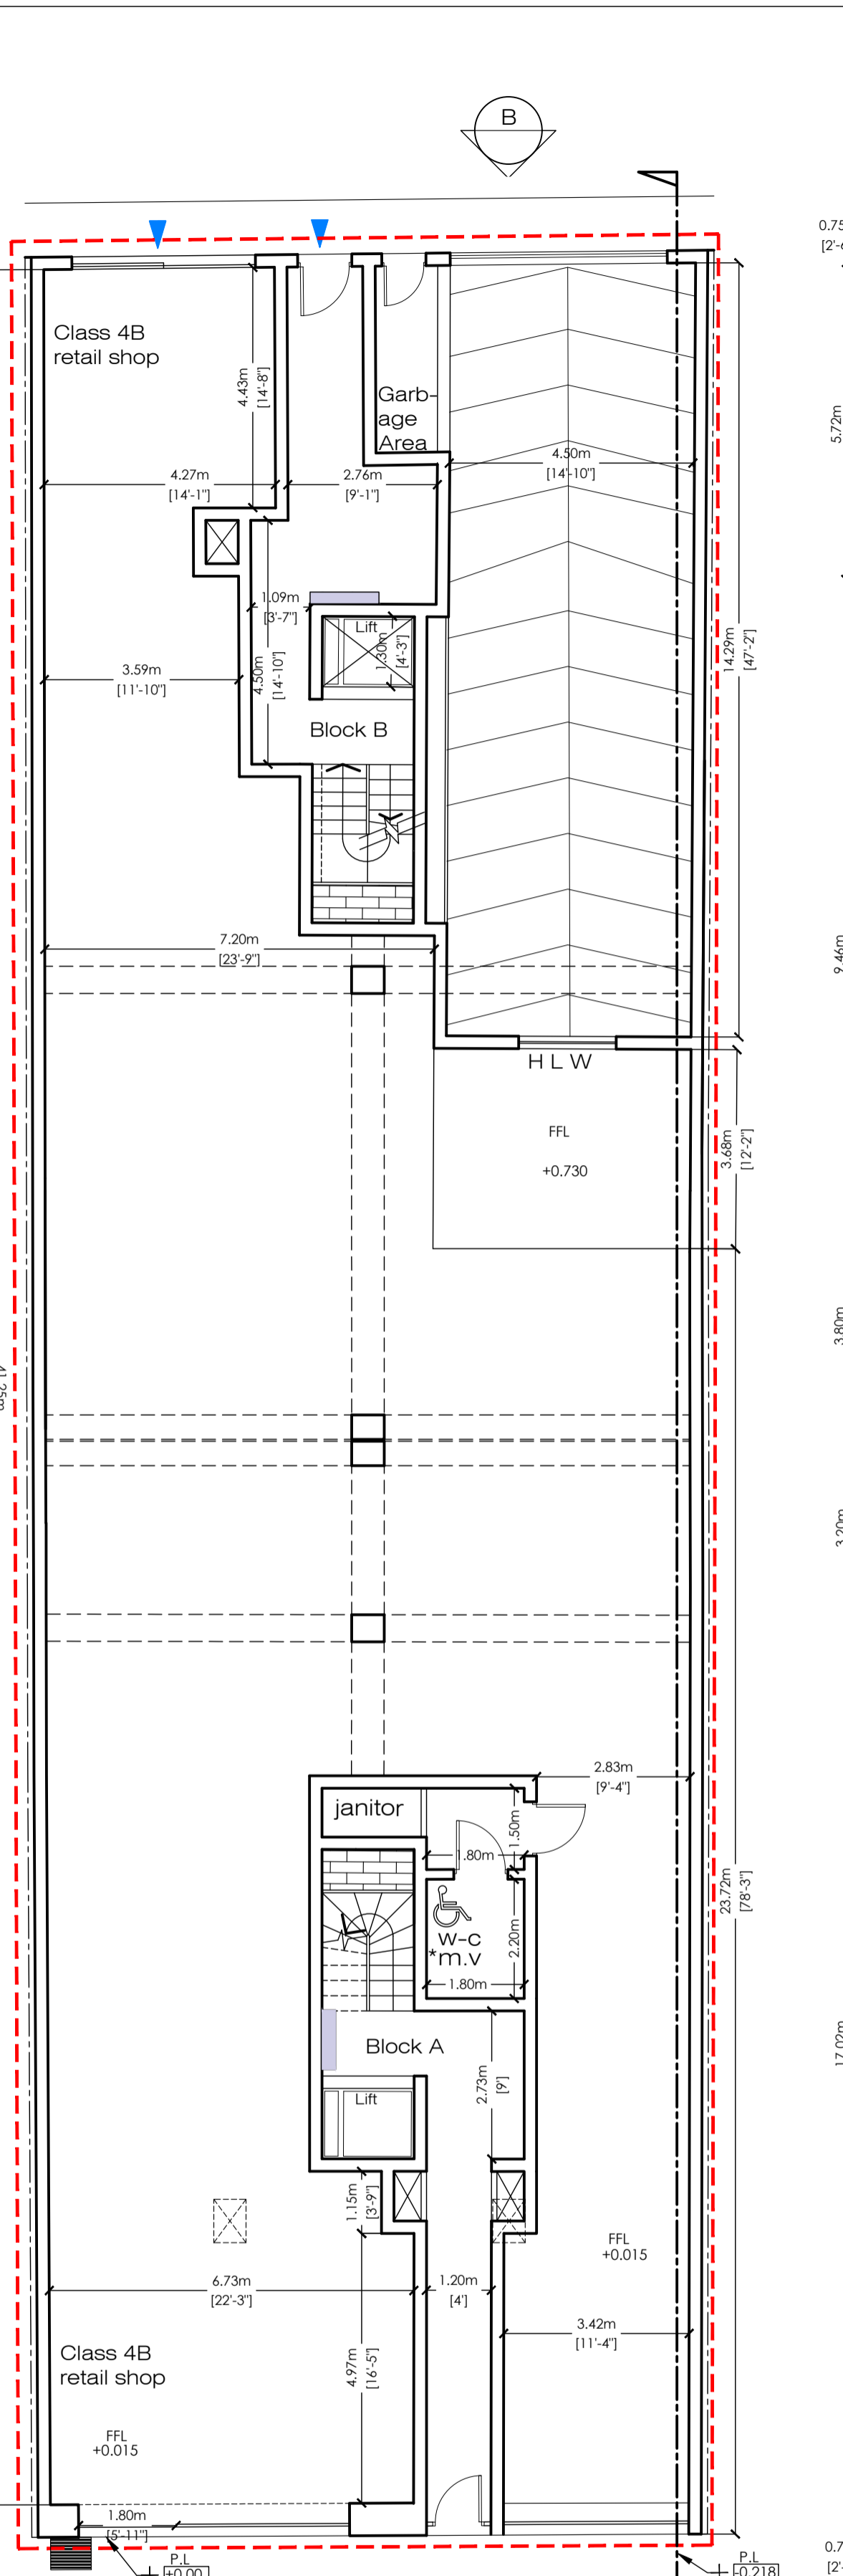 B
0.75
[2'-6
Class 4B
retail shop
4.43m
[14'-8"]
Garb-
age
Area
5.72m
4.27m
[14'-1"]
2.76m
[9'-1"]
4.50m
[14'-10"]
1.09m
[3'-7"]
Lift
1.30m
[4'-3"]
14.29m
[47'-2"]
3.59m
[11'-10"]
4.50m
[14'-10"]
Block B
7.20m
[23'-9"]
9.46m
H L W
FFL
+0.730
3.68m
[12'-2"]
3.80m
41.25m
3.20m
2.83m
[9'-4"]
janitor
1.50m
1.80m
23.72m
[78'-3"]
w-c
*m.v
2.20m
1.80m
17.02m
Block A
2.73m
[9']
Lift
1.15m
[3'-9"]
FFL
+0.015
6.73m
[22'-3"]
1.20m
[4']
3.42m
[11'-4"]
Class 4B
retail shop
4.97m
[16'-5"]
FFL
+0.015
1.80m
[5'-11"]
P.L
+0.00
P.L
-0.218
0.7
[2'-